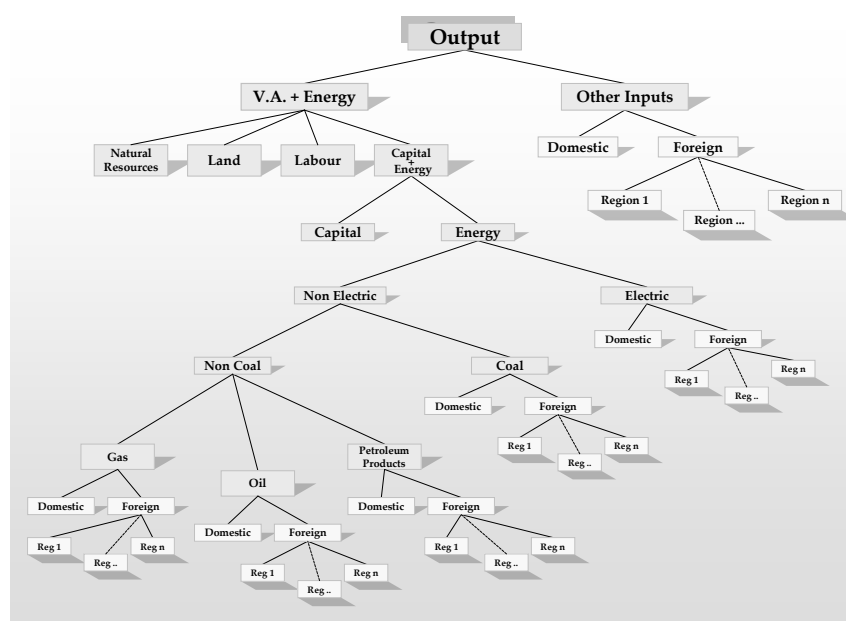 Output
V.A. + Energy
Other Inputs
Natural
Resources
Land
Labour
Capital
+
Energy
Domestic
Foreign
Region 1
Region ...
Region n
Capital
Energy
Non Electric
Electric
Domestic
Foreign
Reg 1
Reg ..
Reg n
Non Coal
Coal
Domestic
Foreign
Reg 1
Reg ..
Reg n
Gas
Oil
Petroleum
Products
Domestic
Foreign
Reg 1
Reg ..
Reg n
Domestic
Foreign
Reg 1
Reg ..
Reg n
Domestic
Foreign
Reg 1
Reg ..
Reg n